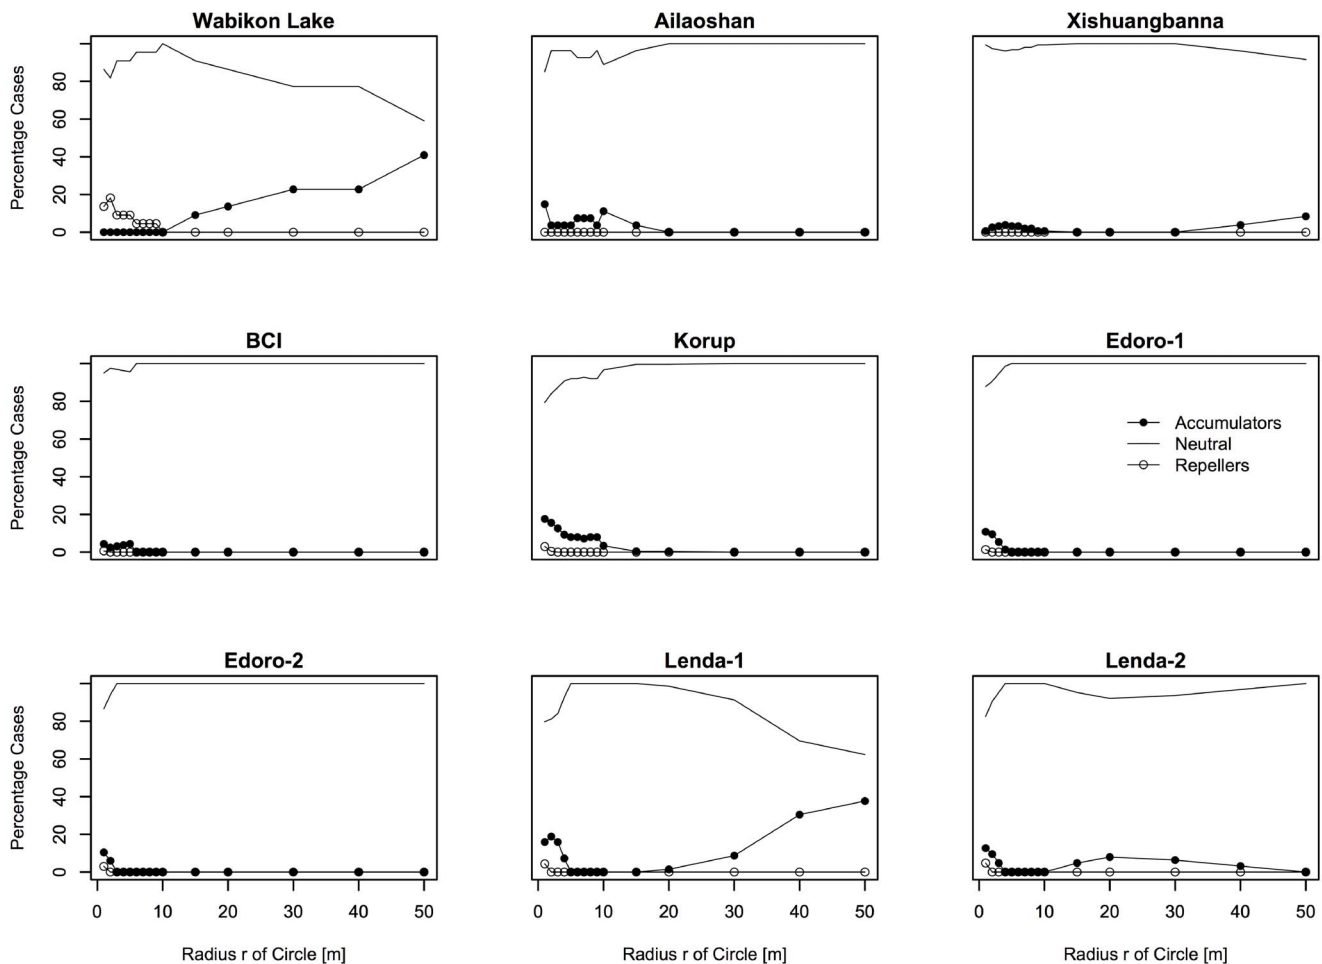 Wabikon Lake
Ailaoshan
Xishuangbanna
Percentage Cases
80
60
40
20
0
BCI
Korup
Edoro-1
Percentage Cases
80
60
40
20
0
Accumulators
Neutral
Repellers
Edoro-2
Lenda-1
Lenda-2
Percentage Cases
80
60
40
20
0
0 10 20 30 40 50
0 10 20 30 40 50
0 10 20 30 40 50
Radius r of Circle [m]
Radius r of Circle [m]
Radius r of Circle [m]